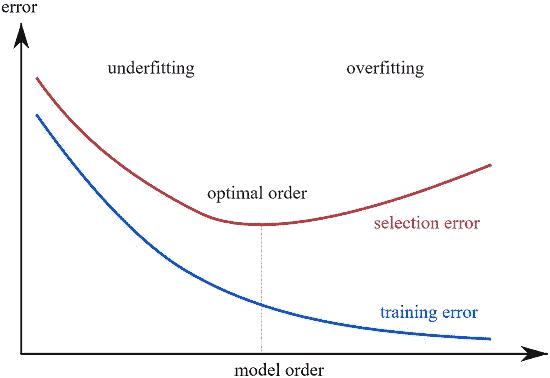 error
underfitting
overfitting
optimal order
selection error
training error
model order